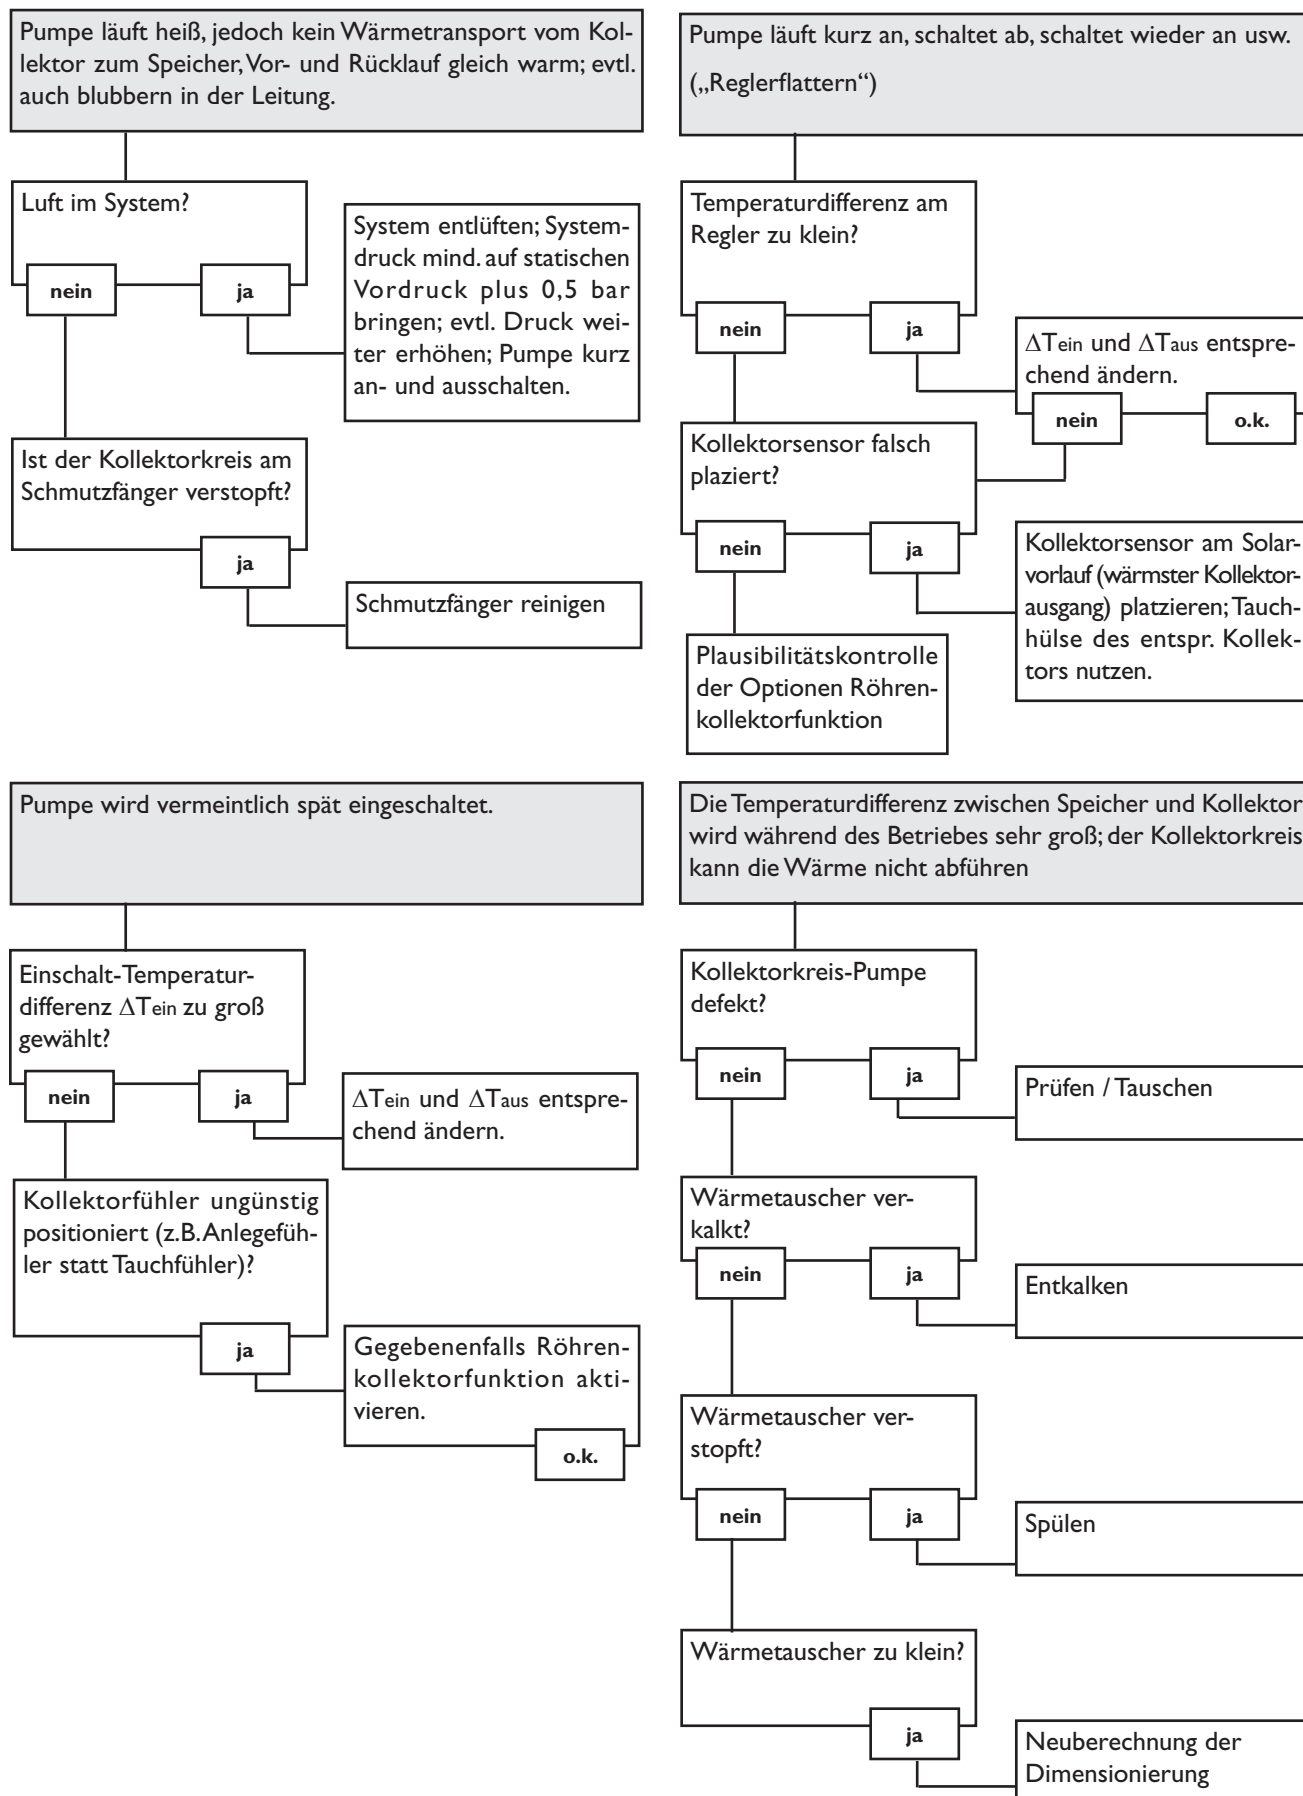 Pumpe läuft heiß, jedoch kein Wärmetransport vom Kol-
lektor zum Speicher, Vor- und Rücklauf gleich warm; evtl.
auch blubbern in der Leitung.
Luft im System?
nein
ja
System entlüften; System-
druck mind. auf statischen
Vordruck plus 0,5 bar
bringen; evtl. Druck wei-
ter erhöhen; Pumpe kurz
an- und ausschalten.
Ist der Kollektorkreis am
Schmutzfänger verstopft?
ja
Schmutzfänger reinigen
Pumpe läuft kurz an, schaltet ab, schaltet wieder an usw.
(„Reglerflattern“)
Temperaturdifferenz am
Regler zu klein?
nein
ja
ΔTein und ΔTaus entspre-
chend ändern.
nein
o.k.
Kollektorsensor falsch
plaziert?
nein
ja
Kollektorsensor am Solar-
vorlauf (wärmster Kollektor-
ausgang) platzieren; Tauch-
hülse des entspr. Kollek-
tors nutzen.
Plausibilitätskontrolle
der Optionen Röhren-
kollektorfunktion
Pumpe wird vermeintlich spät eingeschaltet.
Einschalt-Temperatur-
differenz ΔTein zu groß
gewählt?
nein
ja
ΔTein und ΔTaus entspre-
chend ändern.
Kollektorfühler ungünstig
positioniert (z.B. Anlegefüh-
ler statt Tauchfühler)?
ja
Gegebenenfalls Röhren-
kollektorfunktion akti-
vieren.
o.k.
Die Temperaturdifferenz zwischen Speicher und Kollektor
wird während des Betriebes sehr groß; der Kollektorkreis
kann die Wärme nicht abführen
Kollektorkreis-Pumpe
defekt?
nein
ja
Prüfen / Tauschen
Wärmetauscher ver-
kalkt?
nein
ja
Entkalken
Wärmetauscher ver-
stopft?
nein
ja
Spülen
Wärmetauscher zu klein?
ja
Neuberechnung der
Dimensionierung